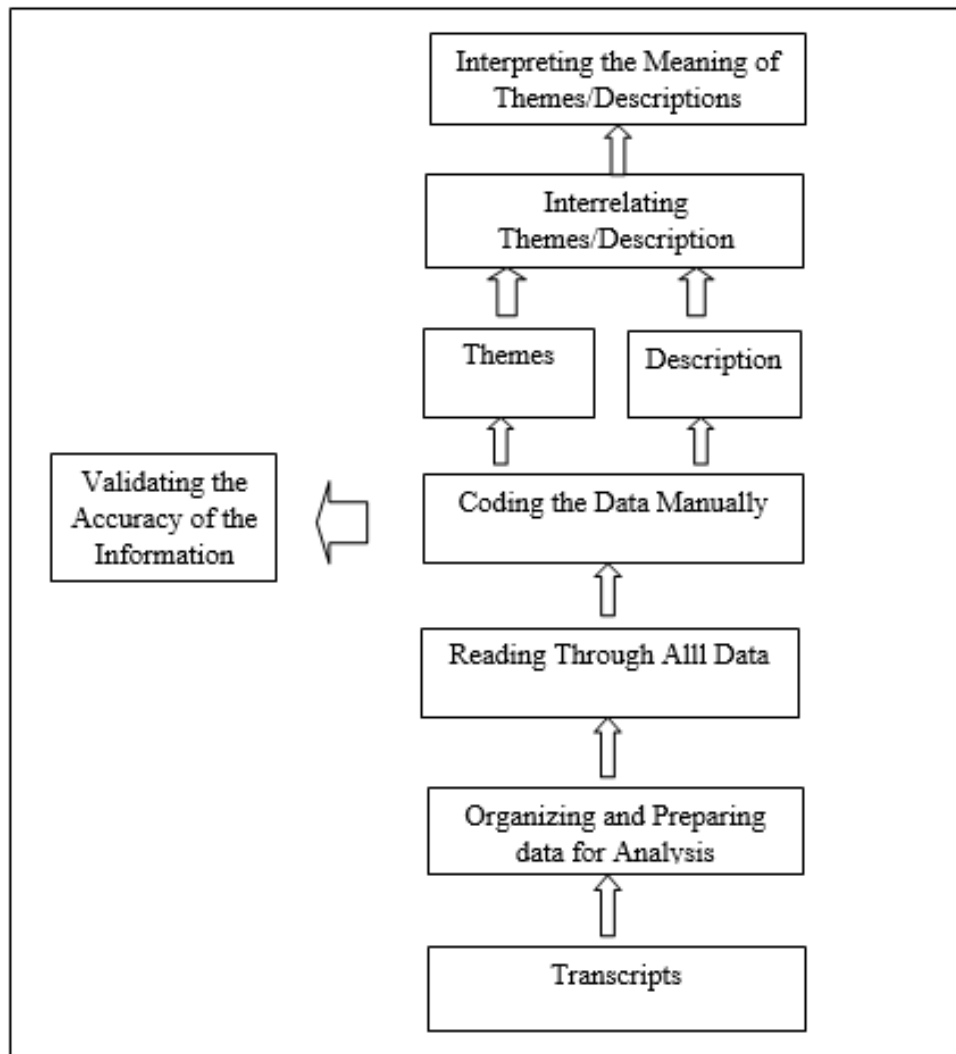 Interpreting the Meaning of
Themes/Descriptions
Interrelating
Themes/Description
Themes
Description
Validating the
Accuracy of the
Information
Coding the Data Manually
Reading Through Alll Data
Organizing and Preparing
data for Analysis
Transcripts